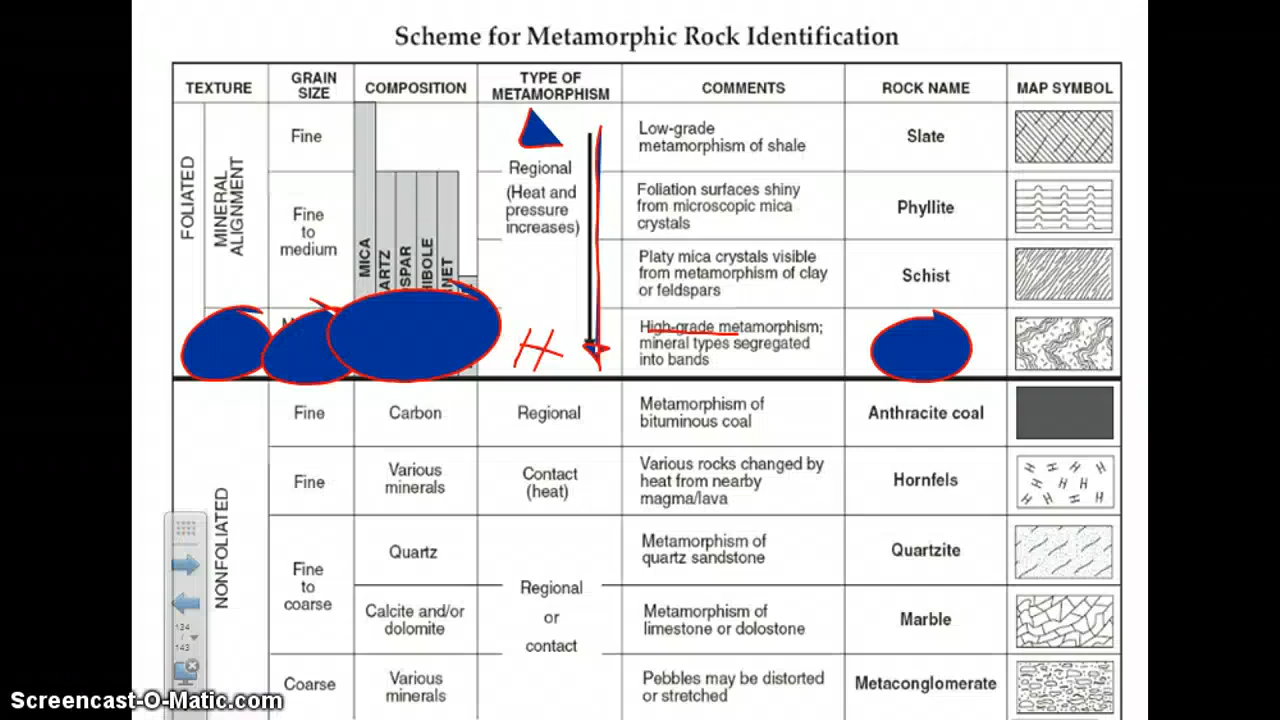 Scheme for Metamorphic Rock Identification
TEXTURE
GRAIN
SIZE
COMPOSITION
TYPE OF
METAMORPHISM
COMMENTS
ROCK NAME
MAP SYMBOL
FOLIATED
MINERAL
ALIGNMENT
Fine
MICA
Regional
(Heat and
pressure
increases)
Low-grade
metamorphism of shale
Slate
Fine
to
medium
Foliation surfaces shiny
from microscopic mica
crystals
Phyllite
Platy mica crystals visible
from metamorphism of clay
or feldspars
Schist
H
High-grade metamorphism;
mineral types segregated
into bands
NONFOLIATED
Fine
Carbon
Regional
Metamorphism of
bituminous coal
Anthracite coal
Fine
Various
minerals
Contact
(heat)
Various rocks changed by
heat from nearby
magma/lava
Hornfels
Fine
to
coarse
Quartz
Regional
or
contact
Metamorphism of
quartz sandstone
Quartzite
Calcite and/or
dolomite
Metamorphism of
limestone or dolostone
Marble
Coarse
Various
minerals
Pebbles may be distorted
or stretched
Metaconglomerate
134
/
143
Screencast-O-Matic.com